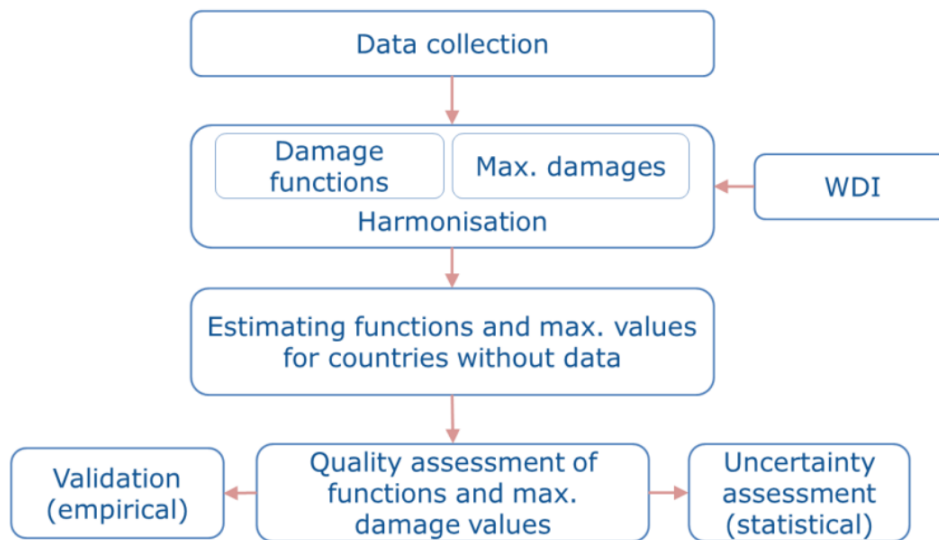 Data collection
Damage
functions
Max. damages
Harmonisation
WDI
Estimating functions and max. values
for countries without data
Validation
(empirical)
Quality assessment of
functions and max.
damage values
Uncertainty
assessment
(statistical)